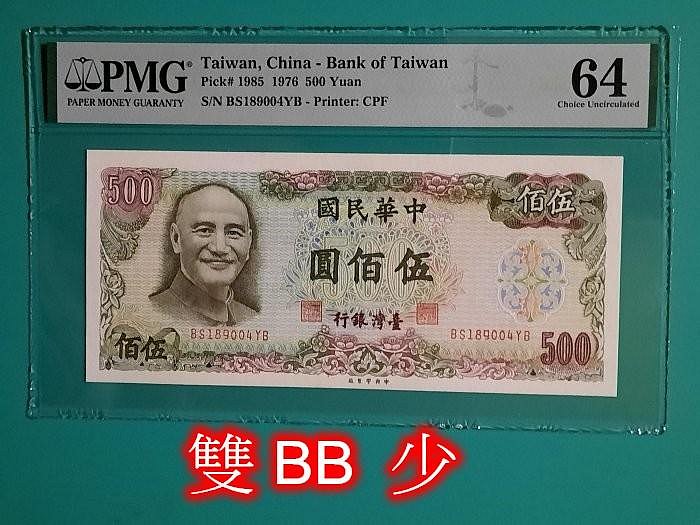 PMG
PAPER MONEY GUARANTY
Taiwan, China - Bank of Taiwan
Pick# 1985 1976 500 Yuan
S/N BS189004YB - Printer: CPF
64
Choice Uncirculated
500
佰伍
國民華中
圓佰伍
行銀灣臺
BS189004YB
BS189004YB
佰伍
500
雙 BB 少